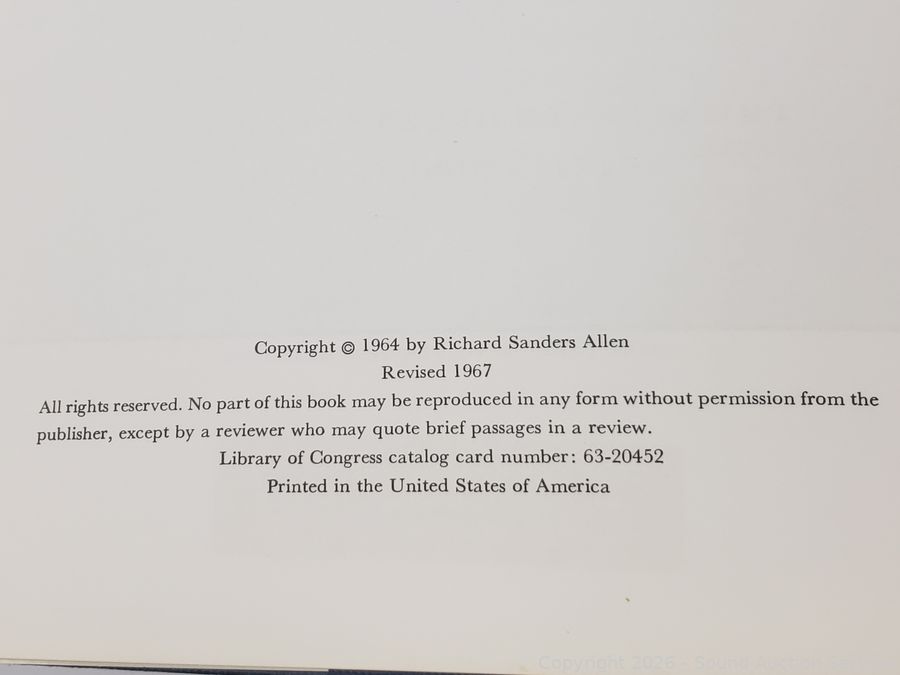 Copyright © 1964 by Richard Sanders Allen
Revised 1967
All rights reserved. No part of this book may be reproduced in any form without permission from the
publisher, except by a reviewer who may quote brief passages in a review.
Library of Congress catalog card number: 63-20452
Printed in the United States of America
Copyright 2026 - Sound Auction